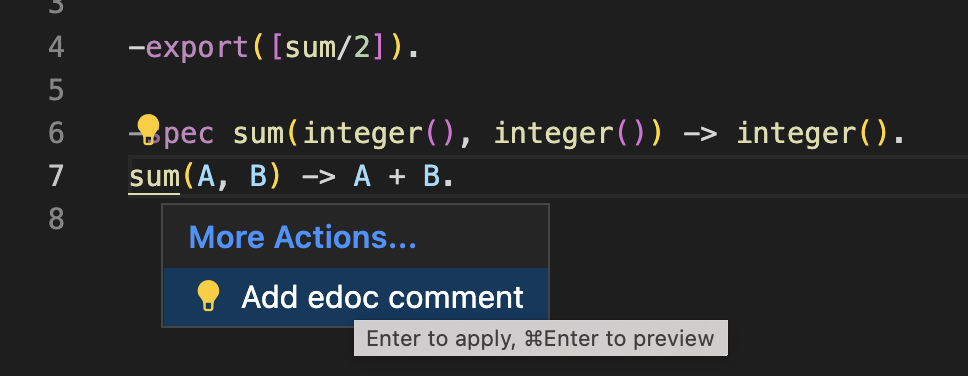 3
4 -export([sum/2]).
5
6 -spec sum(integer(), integer()) -> integer().
7 sum(A, B) -> A + B.
8
More Actions...
Add edoc comment
Enter to apply, ⌘Enter to preview